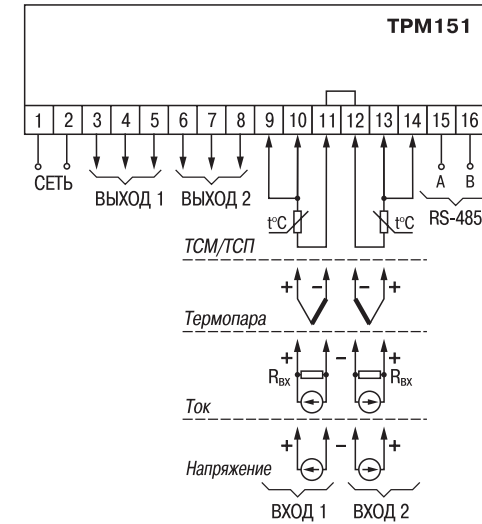 ТРМ151
1 2 3 4 5 6 7 8 9 10 11 12 13 14 15 16
СЕТЬ
ВЫХОД 1
ВЫХОД 2
A B
RS-485
t°C t°C
ТСМ/ТСП
+ - - +
Термопара
+ - +
Rвх Rвх
Ток
+ - +
Напряжение
ВХОД 1 ВХОД 2